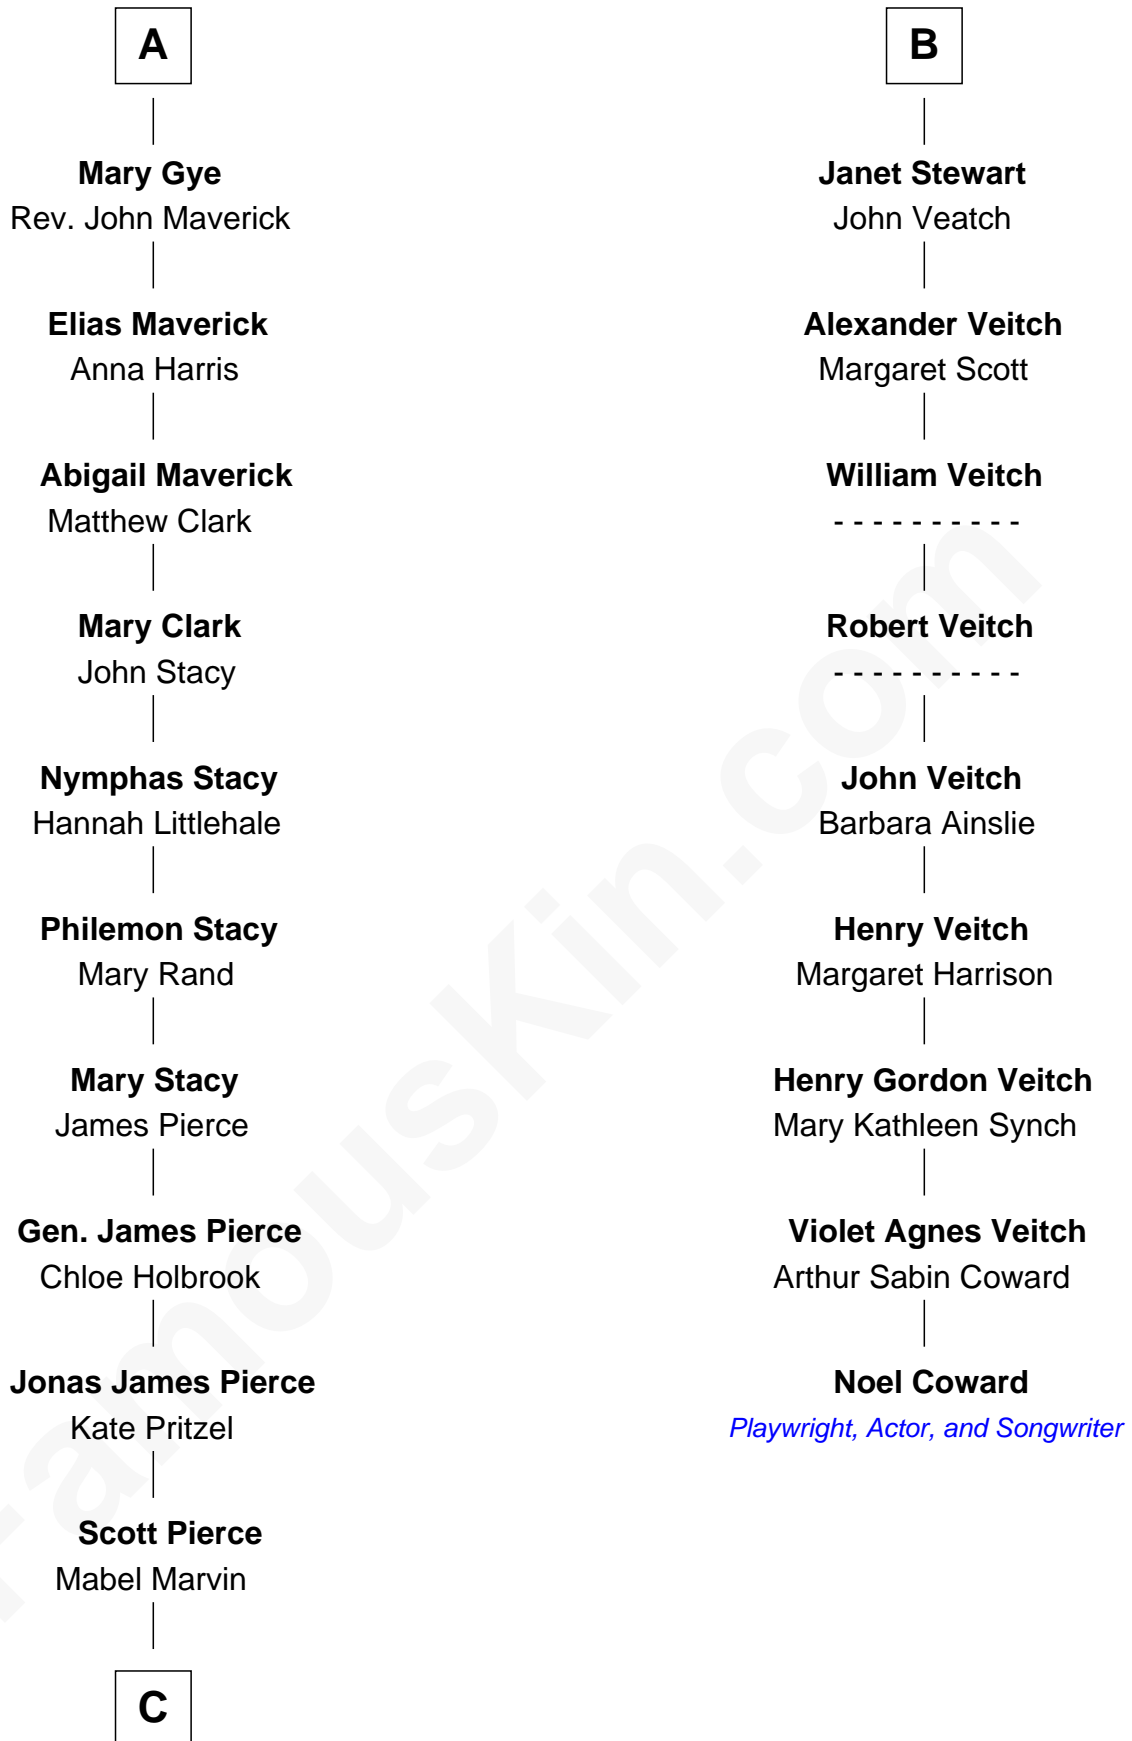 A
Mary Gye
Rev. John Maverick
Elias Maverick
Anna Harris
Abigail Maverick
Matthew Clark
Mary Clark
John Stacy
Nymphas Stacy
Hannah Littlehale
Philemon Stacy
Mary Rand
Mary Stacy
James Pierce
Gen. James Pierce
Chloe Holbrook
Jonas James Pierce
Kate Pritzel
Scott Pierce
Mabel Marvin
C
B
Janet Stewart
John Veatch
Alexander Veitch
Margaret Scott
William Veitch
- - - - - - - - - -
Robert Veitch
- - - - - - - - - -
John Veitch
Barbara Ainslie
Henry Veitch
Margaret Harrison
Henry Gordon Veitch
Mary Kathleen Synch
Violet Agnes Veitch
Arthur Sabin Coward
Noel Coward
Playwright, Actor, and Songwriter
FamousKin.com